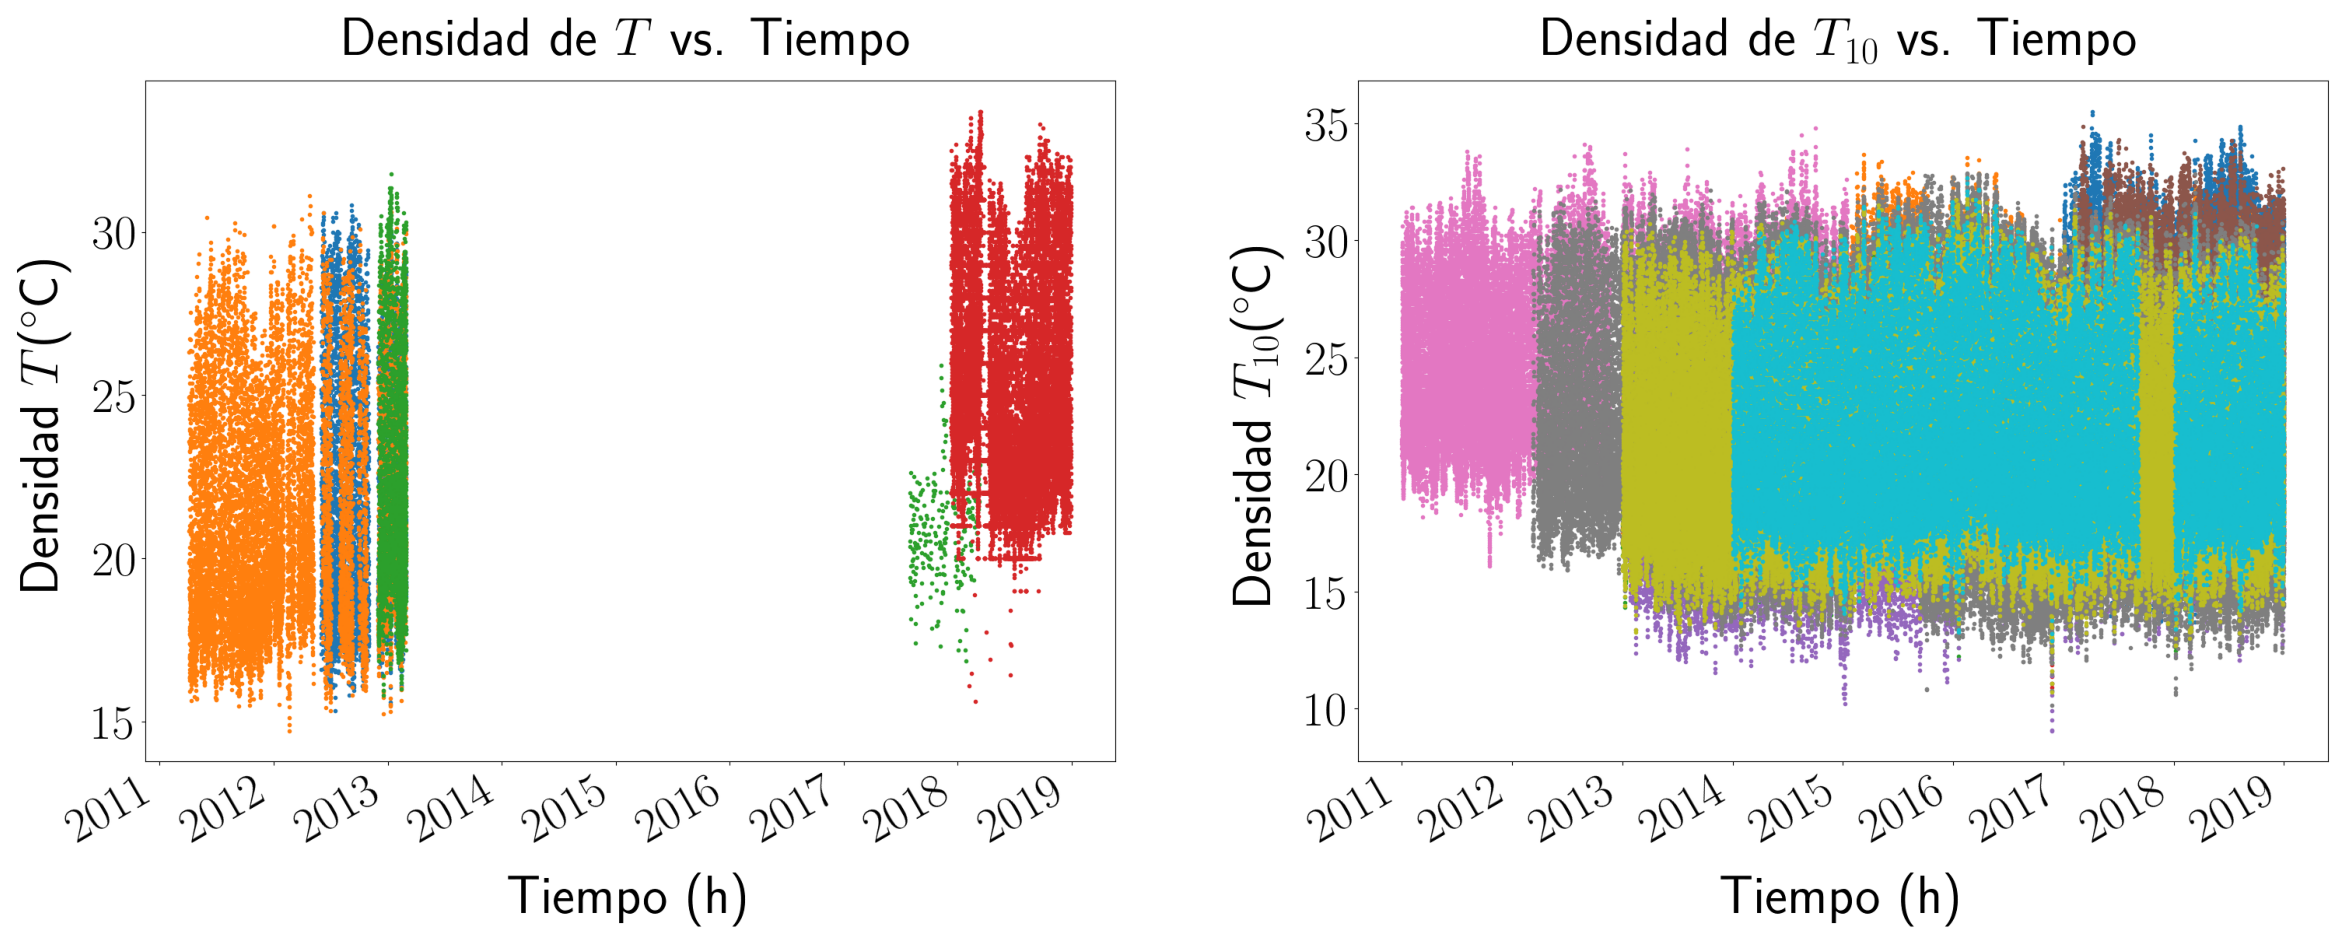 Densidad de T vs. Tiempo
Densidad T(°C)
30
25
20
15
2011 2012 2013 2014 2015 2016 2017 2018 2019
Tiempo (h)
Densidad de T₁₀ vs. Tiempo
Densidad T₁₀(°C)
35
30
25
20
15
10
2011 2012 2013 2014 2015 2016 2017 2018 2019
Tiempo (h)